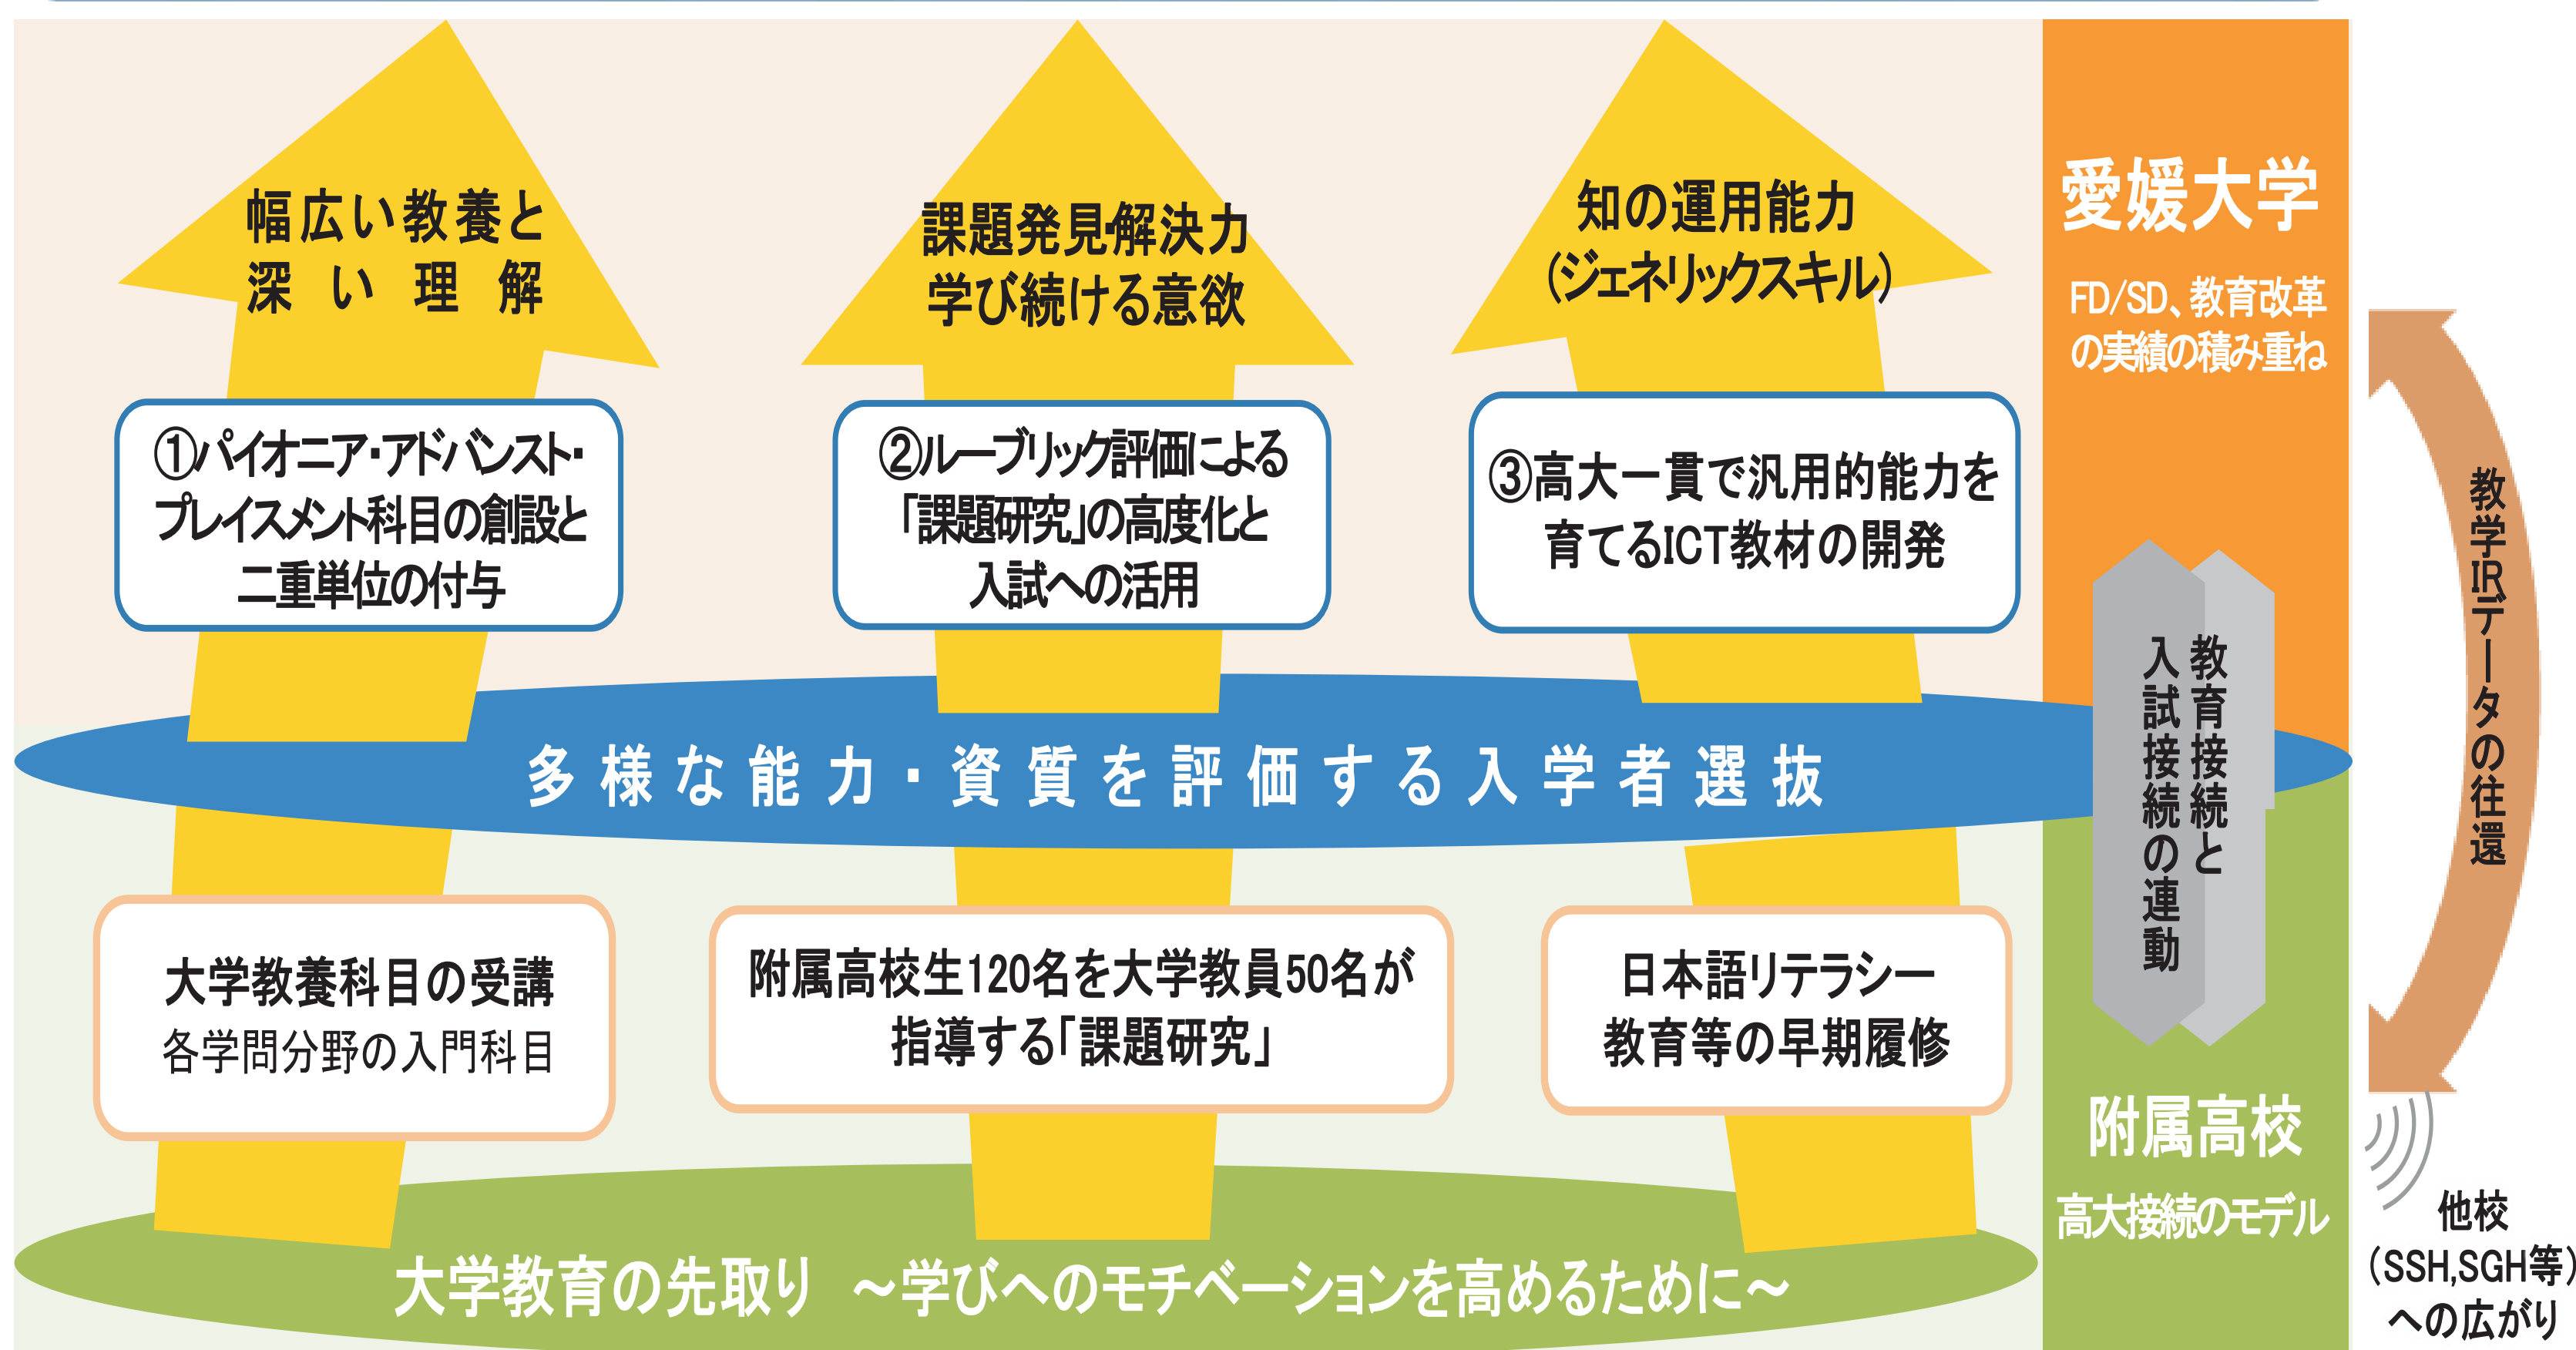 幅広い教養と
深い理解
課題発見・解決力
学び続ける意欲
知の運用能力
（ジェネリックスキル）
①パイオニア・アドバンスト・
プレイスメント科目の創設と
二重単位の付与
②ルーブリック評価による
「課題研究」の高度化と
入試への活用
③高大一貫で汎用的能力を
育てるICT教材の開発
多様な能力・資質を評価する入学者選抜
大学教養科目の受講
各学問分野の入門科目
附属高校生120名を大学教員50名が
指導する「課題研究」
日本語リテラシー
教育等の早期履修
大学教育の先取り　～学びへのモチベーションを高めるために～
愛媛大学
FD/SD、教育改革
の実績の積み重ね
教育接続と
入試接続の連動
附属高校
高大接続のモデル
教学IRデータの往還
他校
（SSH,SGH等）
への広がり